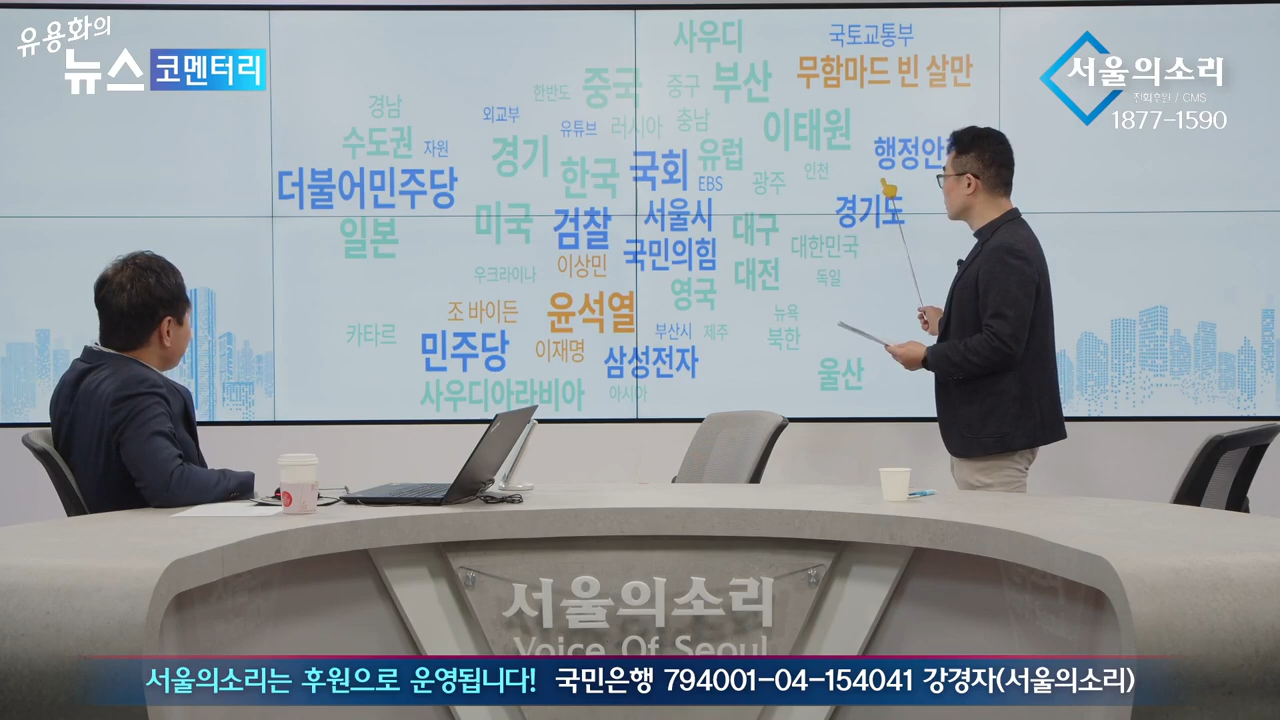 유용화의
뉴스 코멘터리
서울의소리
전화후원 / CMS
1877-1590
사우디
국토교통부
무함마드 빈 살만
한반도
중국
중구
부산
경남
외교부
유튜브
러시아
충남
이태원
수도권
자원
경기
한국
국회
유럽
EBS
광주
인천
행정안
더불어민주당
경기도
일본
미국
검찰
서울시
대구
국민의힘
대한민국
우크라이나
이상민
대전
독일
영국
조 바이든
윤석열
뉴욕
카타르
민주당
이재명
부산시
제주
북한
삼성전자
울산
사우디아라비아
아시아
서울의소리
Voice Of Seoul
서울의소리는 후원으로 운영됩니다! 국민은행 794001-04-154041 강경자(서울의소리)